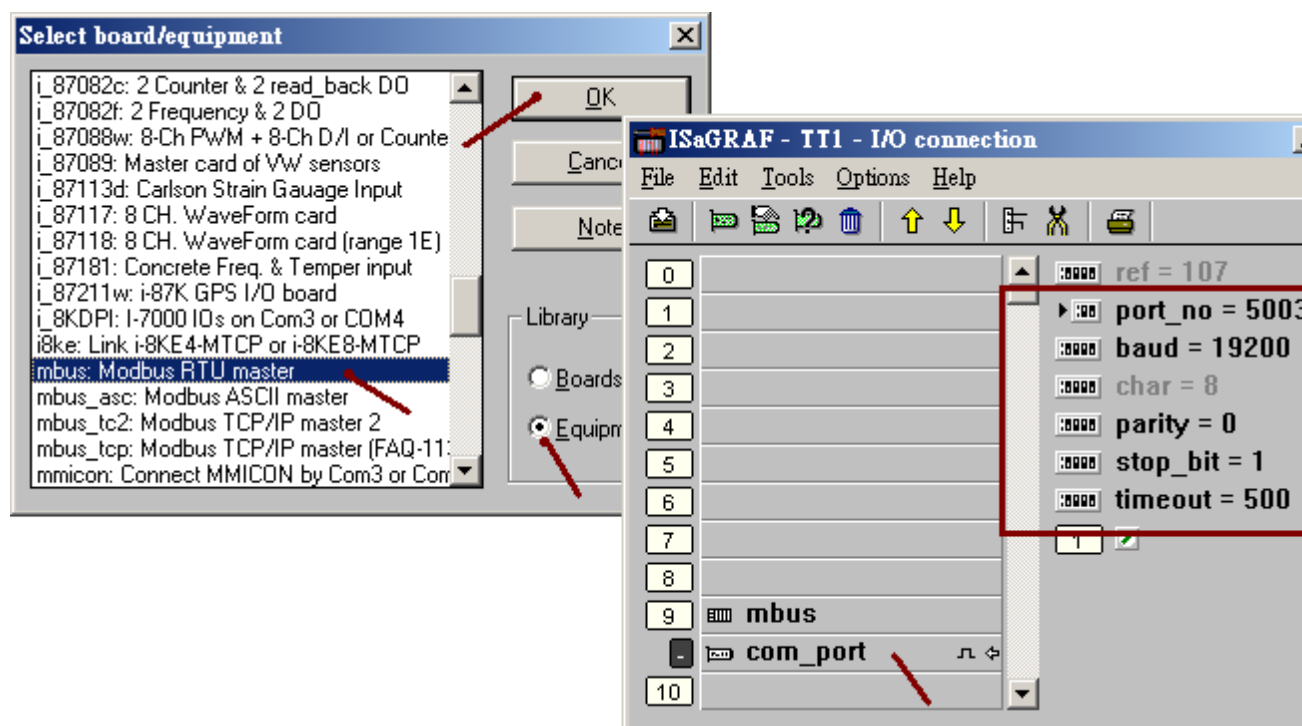 Select board/equipment
i_87082c: 2 Counter & 2 read_back DO
i_87082f: 2 Frequency & 2 DO
i_87088w: 8-Ch PWM + 8-Ch D/I or Counte
i_87089: Master card of VW sensors
i_87113d: Carlson Strain Gauage Input
i_87117: 8 CH. WaveForm card
i_87118: 8 CH. WaveForm card (range 1E)
i_87181: Concrete Freq. & Temper input
i_87211w: i-87K GPS I/O board
i_8KDPI: I-7000 IOs on Com3 or COM4
i8ke: Link i-8KE4-MTCP or i-8KE8-MTCP
mbus: Modbus RTU master
mbus_asc: Modbus ASCII master
mbus_tc2: Modbus TCP/IP master 2
mbus_tcp: Modbus TCP/IP master (FAQ-11
mmicon: Connect MMICON by Com3 or Com
OK
Cance
Note
Library
Boards
Equipm
ISaGRAF - TT1 - I/O connection
File Edit Tools Options Help
0
1
2
3
4
5
6
7
8
9 mbus
- com_port
10
ref = 107
port_no = 5003
baud = 19200
char = 8
parity = 0
stop_bit = 1
timeout = 500
1